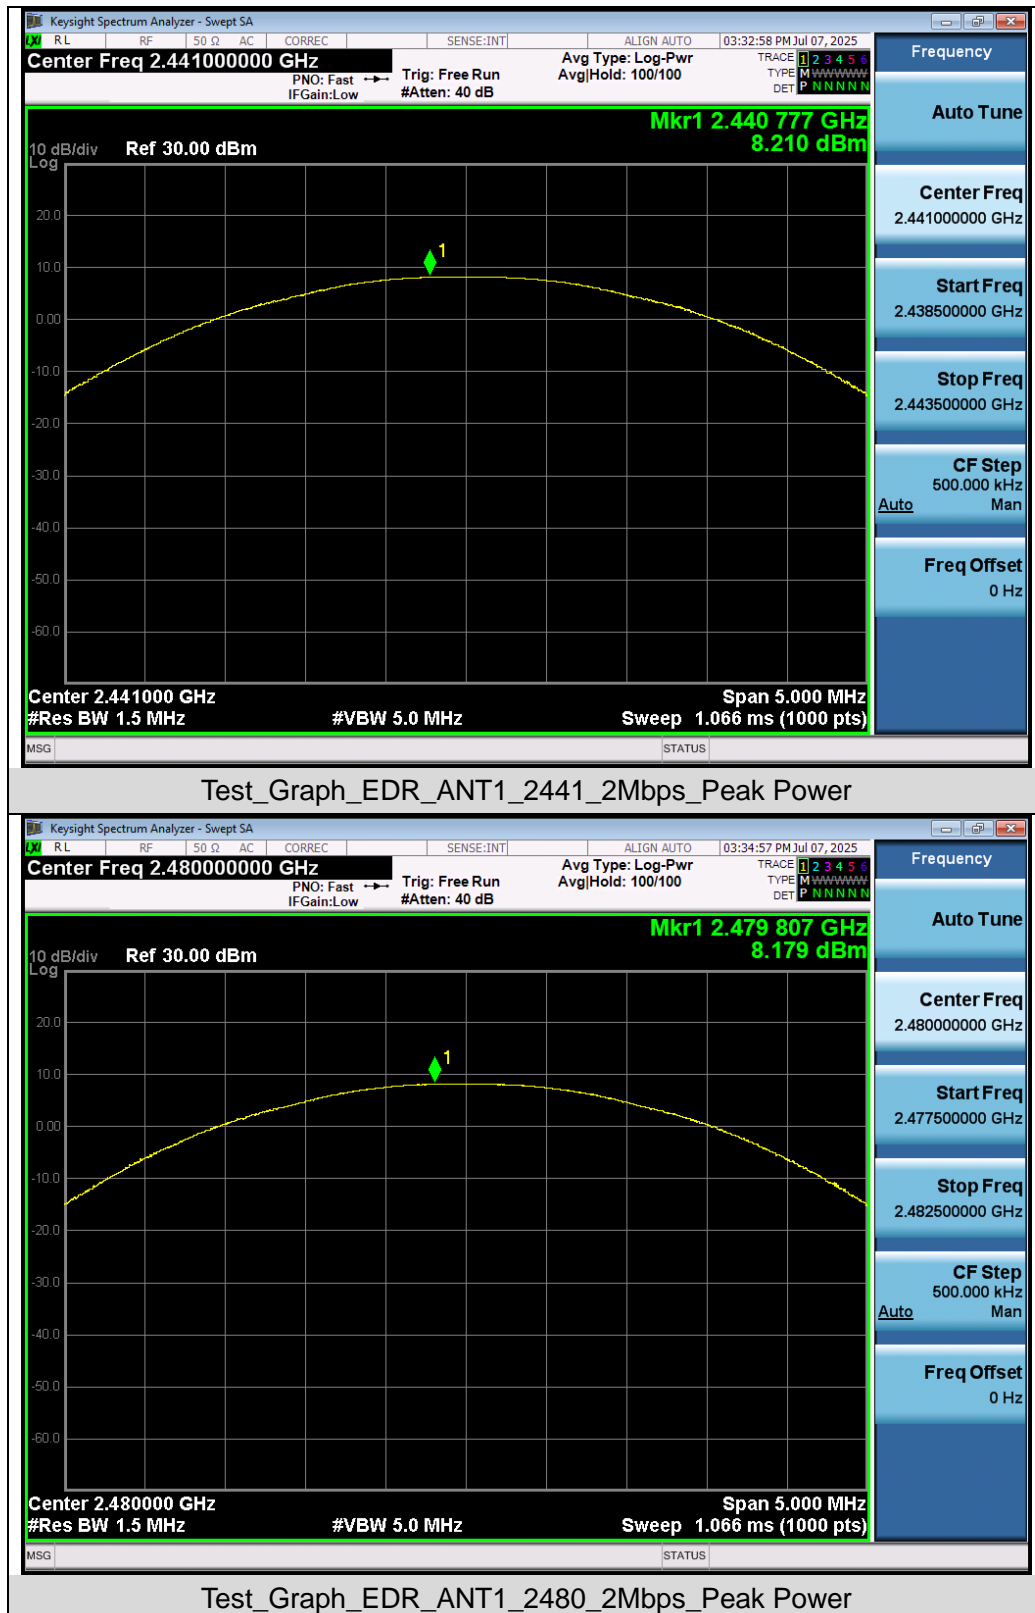 Keysight Spectrum Analyzer - Swept SA
LXI RL RF 50 Ω AC CORREC SENSE:INT ALIGN AUTO 03:32:58 PM Jul 07, 2025
Center Freq 2.441000000 GHz
PNO: Fast
IFGain:Low
Trig: Free Run
#Atten: 40 dB
Avg Type: Log-Pwr
Avg|Hold: 100/100
TRACE 1 2 3 4 5 6
TYPE M WWWWW
DET P N N N N N
Frequency
Mkr1 2.440 777 GHz
8.210 dBm
10 dB/div
Log
Ref 30.00 dBm
20.0
10.0
0.00
-10.0
-20.0
-30.0
-40.0
-50.0
-60.0
1
Center 2.441000 GHz
Span 5.000 MHz
#Res BW 1.5 MHz
#VBW 5.0 MHz
Sweep 1.066 ms (1000 pts)
MSG
STATUS
Auto Tune
Center Freq
2.441000000 GHz
Start Freq
2.438500000 GHz
Stop Freq
2.443500000 GHz
CF Step
500.000 kHz
Auto Man
Freq Offset
0 Hz
Test_Graph_EDR_ANT1_2441_2Mbps_Peak Power
Keysight Spectrum Analyzer - Swept SA
LXI RL RF 50 Ω AC CORREC SENSE:INT ALIGN AUTO 03:34:57 PM Jul 07, 2025
Center Freq 2.480000000 GHz
PNO: Fast
IFGain:Low
Trig: Free Run
#Atten: 40 dB
Avg Type: Log-Pwr
Avg|Hold: 100/100
TRACE 1 2 3 4 5 6
TYPE M WWWWW
DET P N N N N N
Frequency
Mkr1 2.479 807 GHz
8.179 dBm
10 dB/div
Log
Ref 30.00 dBm
20.0
10.0
0.00
-10.0
-20.0
-30.0
-40.0
-50.0
-60.0
1
Center 2.480000 GHz
Span 5.000 MHz
#Res BW 1.5 MHz
#VBW 5.0 MHz
Sweep 1.066 ms (1000 pts)
MSG
STATUS
Auto Tune
Center Freq
2.480000000 GHz
Start Freq
2.477500000 GHz
Stop Freq
2.482500000 GHz
CF Step
500.000 kHz
Auto Man
Freq Offset
0 Hz
Test_Graph_EDR_ANT1_2480_2Mbps_Peak Power